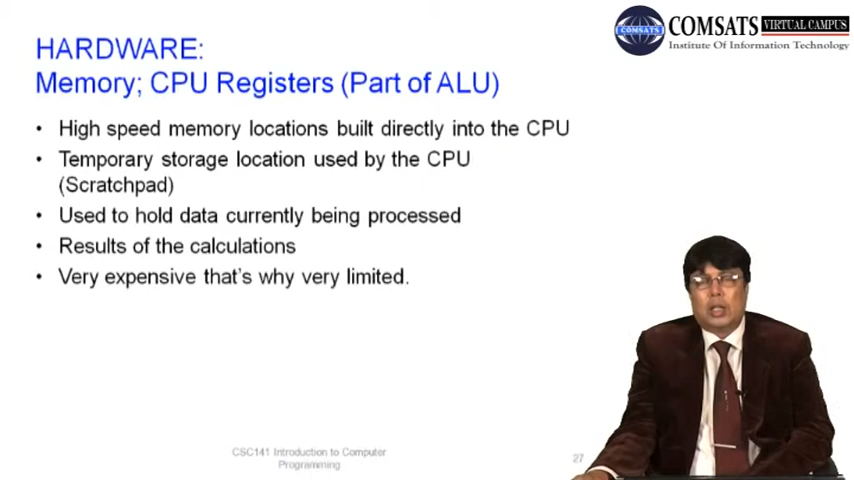 COMSATS
COMSATS VIRTUAL CAMPUS
Institute Of Information Technology
HARDWARE:
Memory; CPU Registers (Part of ALU)
• High speed memory locations built directly into the CPU
• Temporary storage location used by the CPU
(Scratchpad)
• Used to hold data currently being processed
• Results of the calculations
• Very expensive that's why very limited.
CSC141 Introduction to Computer
Programming
27